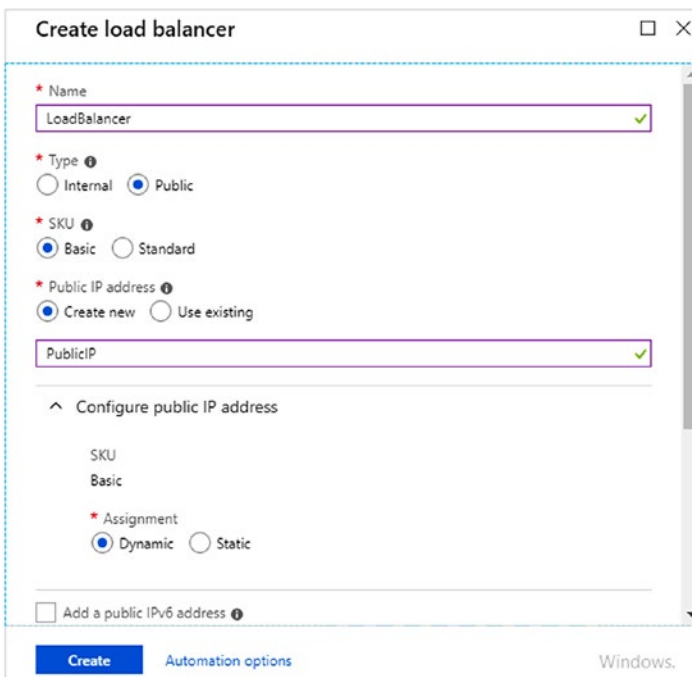 Create load balancer
* Name
LoadBalancer
* Type
Internal Public
* SKU
Basic Standard
* Public IP address
Create new Use existing
PublicIP
Configure public IP address
SKU
Basic
* Assignment
Dynamic Static
Add a public IPv6 address
Create Automation options Windows.